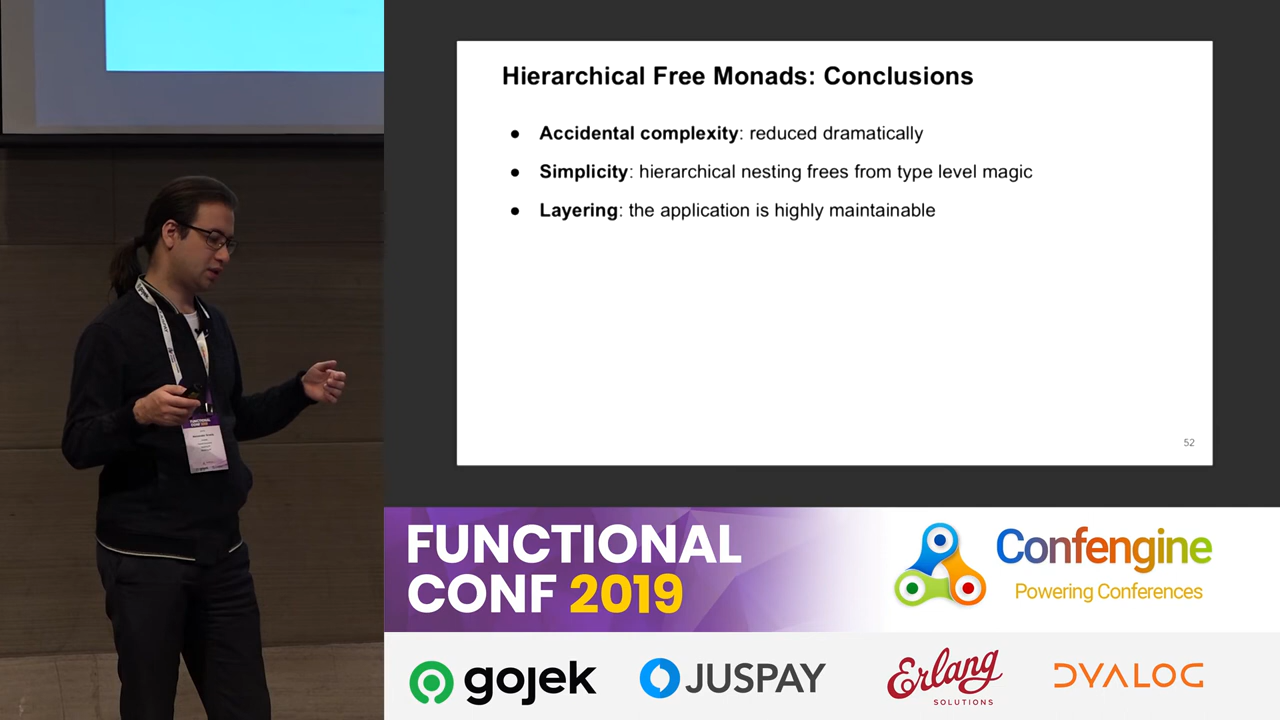 Hierarchical Free Monads: Conclusions
● Accidental complexity: reduced dramatically
● Simplicity: hierarchical nesting frees from type level magic
● Layering: the application is highly maintainable
52
FUNCTIONAL
CONF 2019
Confengine
Powering Conferences
gojek
JUSPAY
Erlang
SOLUTIONS
DYALOG
FUNCTIONAL